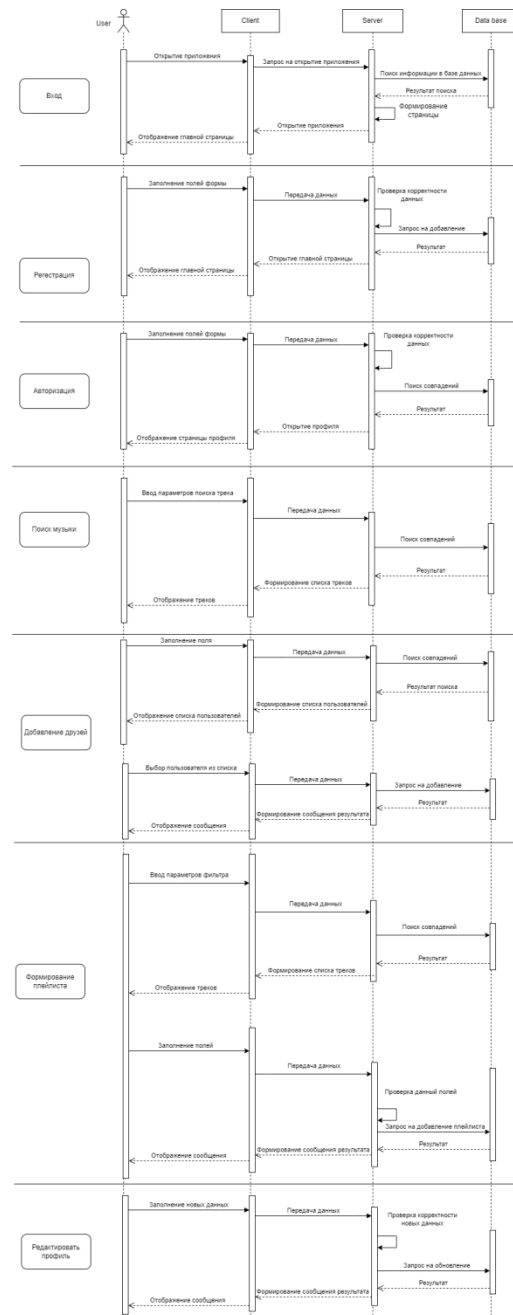 User
Client
Server
Data base
Открытие приложения
Запрос на открытие приложения
Поиск информации в базе данных
Вход
Результат поиска
Формирование
страницы
Открытие приложения
Отображение главной страницы
Заполнение полей формы
Передача данных
Проверка корректности
данных
Запрос на добавление
Результат
Открытие главной страницы
Отображение главной страницы
Регестрация
Заполнение полей формы
Передача данных
Проверка корректности
данных
Авторизация
Поиск совпадений
Результат
Открытие профиля
Отображение страницы профиля
Ввод параметров поиска трека
Передача данных
Поиск музыки
Поиск совпадений
Результат
Формирование списка треков
Отображение треков
Заполнение поля
Передача данных
Поиск совпадений
Результат поиска
Формирование списка пользователей
Отображение списка пользователей
Добавление друзей
Выбор пользователя из списка
Передача данных
Запрос на добавление
Результат
Формирование сообщения результата
Отображение сообщения
Ввод параметров фильтра
Передача данных
Поиск совпадений
Результат
Формирование списка треков
Формирование
плейлиста
Отображение треков
Заполнение полей
Передача данных
Проверка данный полей
Запрос на добавление плейлиста
Результат
Формирование сообщения результата
Отображение сообщения
Заполнение новых данных
Передача данных
Проверка корректности
новых данных
Редактировать
профиль
Запрос на обновление
Результат
Формирование сообщения результата
Отображение сообщения